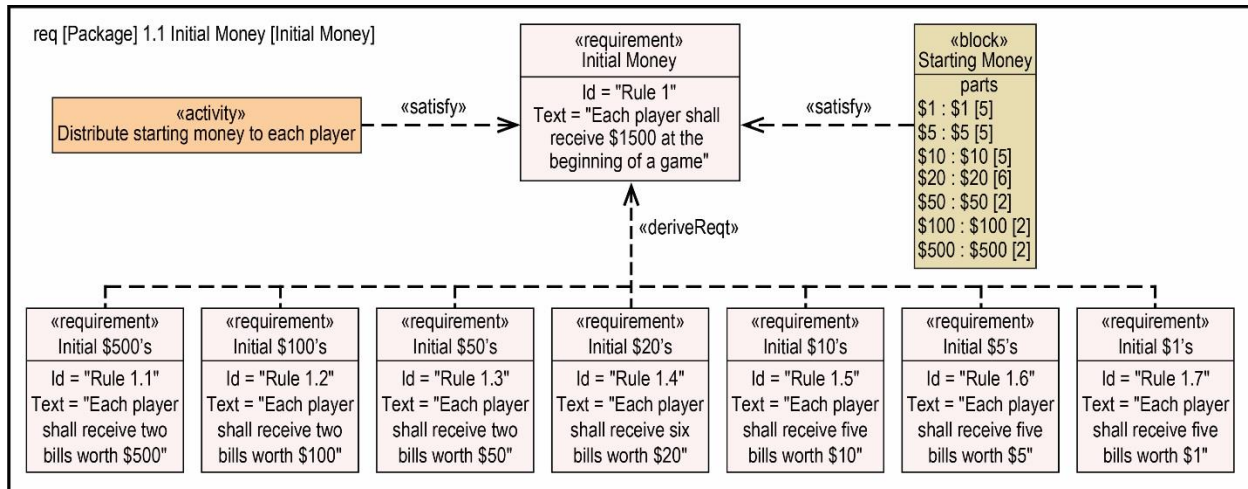 req [Package] 1.1 Initial Money [Initial Money]
«requirement»
Initial Money
Id = "Rule 1"
Text = "Each player shall
receive $1500 at the
beginning of a game"
«activity»
Distribute starting money to each player
«satisfy»
«satisfy»
«block»
Starting Money
parts
$1 : $1 [5]
$5 : $5 [5]
$10 : $10 [5]
$20 : $20 [6]
$50 : $50 [2]
$100 : $100 [2]
$500 : $500 [2]
«deriveReqt»
«requirement»
Initial $500’s
Id = "Rule 1.1"
Text = "Each player
shall receive two
bills worth $500"
«requirement»
Initial $100’s
Id = "Rule 1.2"
Text = "Each player
shall receive two
bills worth $100"
«requirement»
Initial $50’s
Id = "Rule 1.3"
Text = "Each player
shall receive two
bills worth $50"
«requirement»
Initial $20’s
Id = "Rule 1.4"
Text = "Each player
shall receive six
bills worth $20"
«requirement»
Initial $10’s
Id = "Rule 1.5"
Text = "Each player
shall receive five
bills worth $10"
«requirement»
Initial $5’s
Id = "Rule 1.6"
Text = "Each player
shall receive five
bills worth $5"
«requirement»
Initial $1’s
Id = "Rule 1.7"
Text = "Each player
shall receive five
bills worth $1"